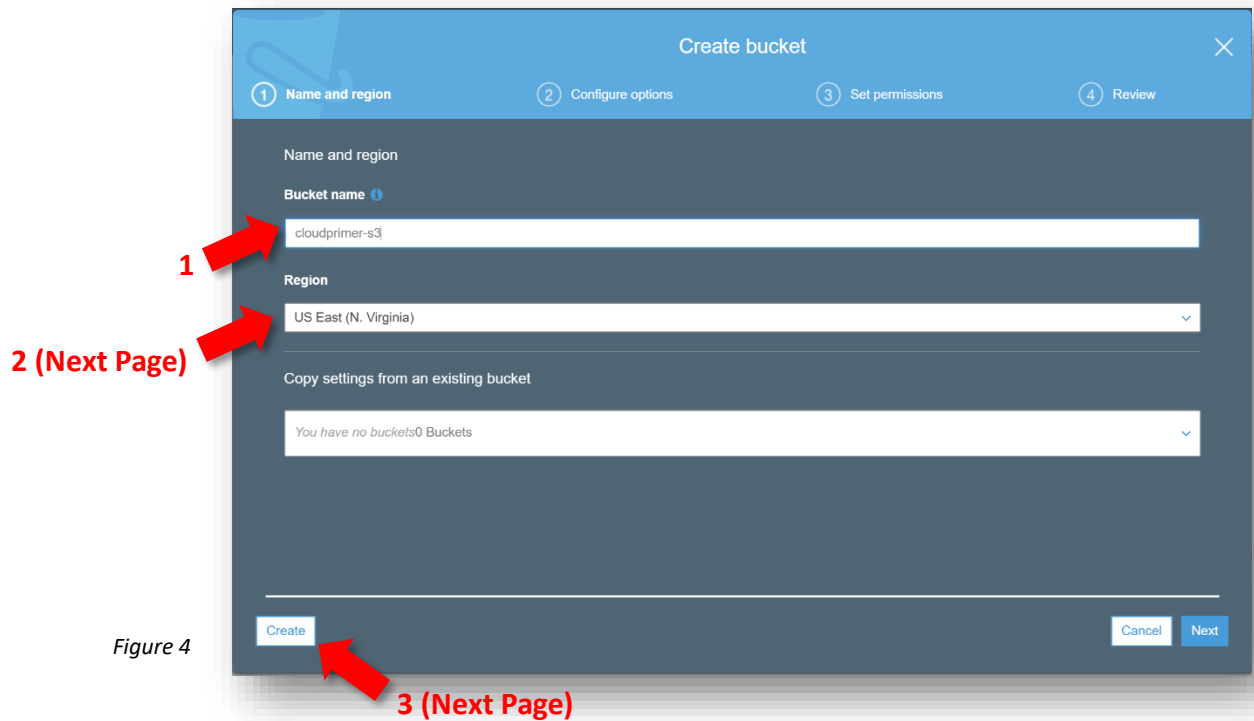 Create bucket
1 Name and region 2 Configure options 3 Set permissions 4 Review
Name and region
Bucket name
cloudprimer-s3
1
Region
US East (N. Virginia)
2 (Next Page)
Copy settings from an existing bucket
You have no buckets0 Buckets
Create Cancel Next
Figure 4
3 (Next Page)